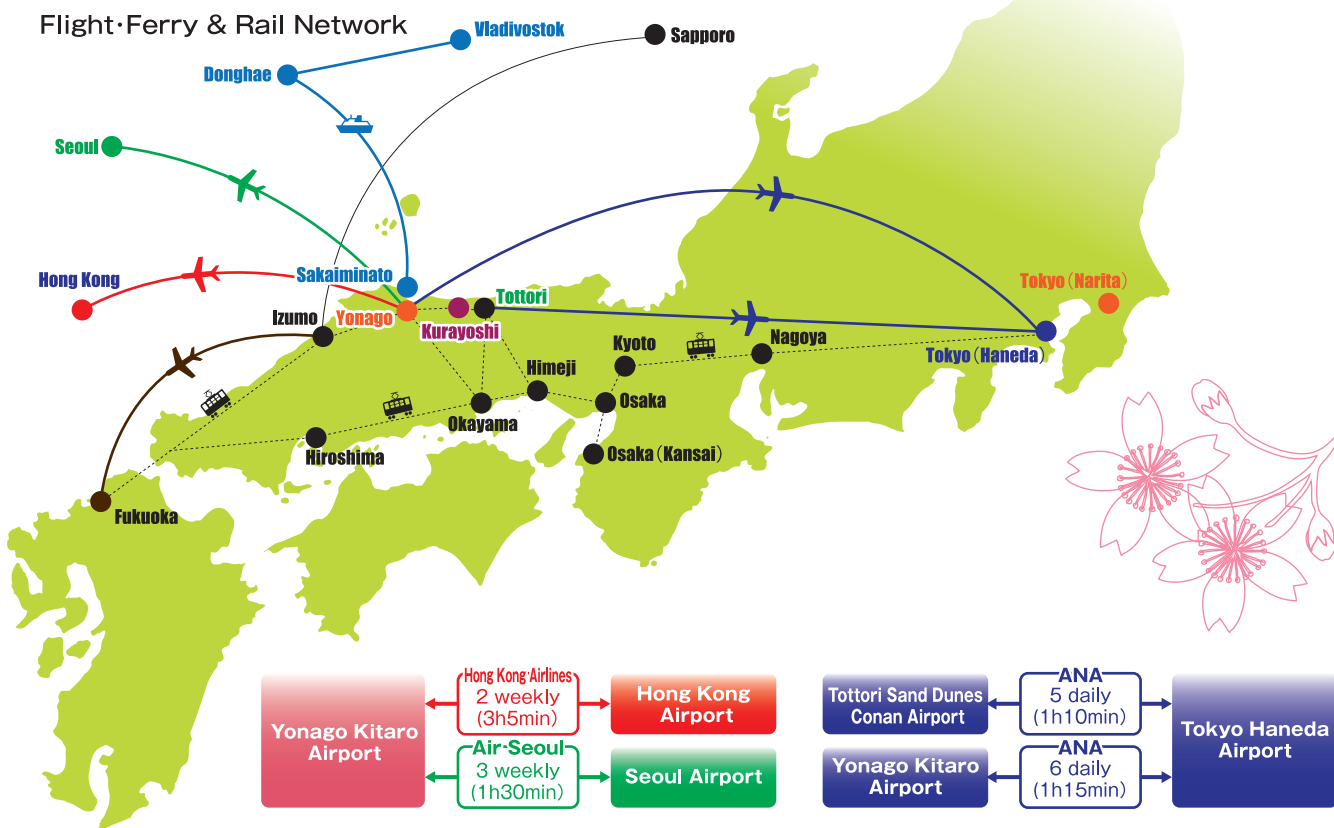 Flight·Ferry & Rail Network
Vladivostok
Sapporo
Donghae
Seoul
Hong Kong
Sakaiminato
Tottori
Tokyo (Narita)
Izumo
Yonago
Kurayoshi
Kyoto
Nagoya
Tokyo (Haneda)
Himeji
Osaka
Okayama
Hiroshima
Osaka (Kansai)
Fukuoka
Yonago Kitaro
Airport
Hong Kong Airlines
2 weekly
(3h5min)
Hong Kong
Airport
Air-Seoul
3 weekly
(1h30min)
Seoul Airport
Tottori Sand Dunes
Conan Airport
ANA
5 daily
(1h10min)
Yonago Kitaro
Airport
ANA
6 daily
(1h15min)
Tokyo Haneda
Airport